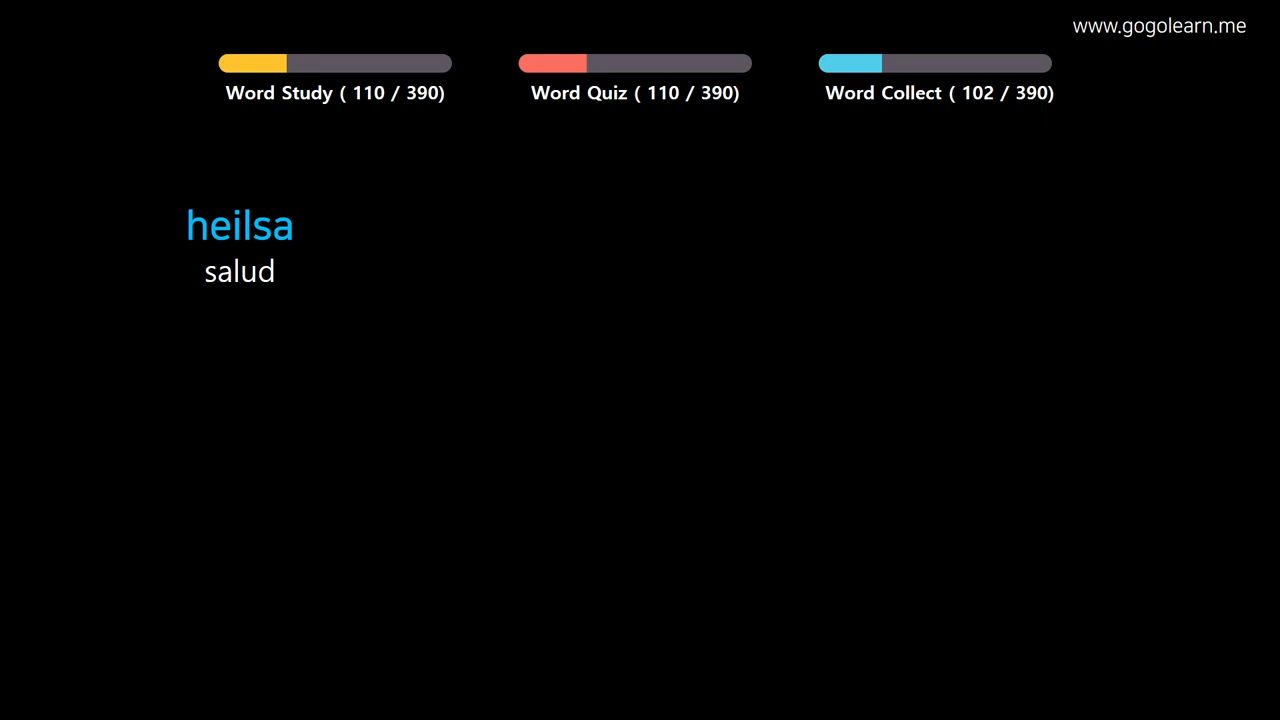 www.gogolearn.me
Word Study ( 110 / 390)
Word Quiz ( 110 / 390)
Word Collect ( 102 / 390)
heilsa
salud